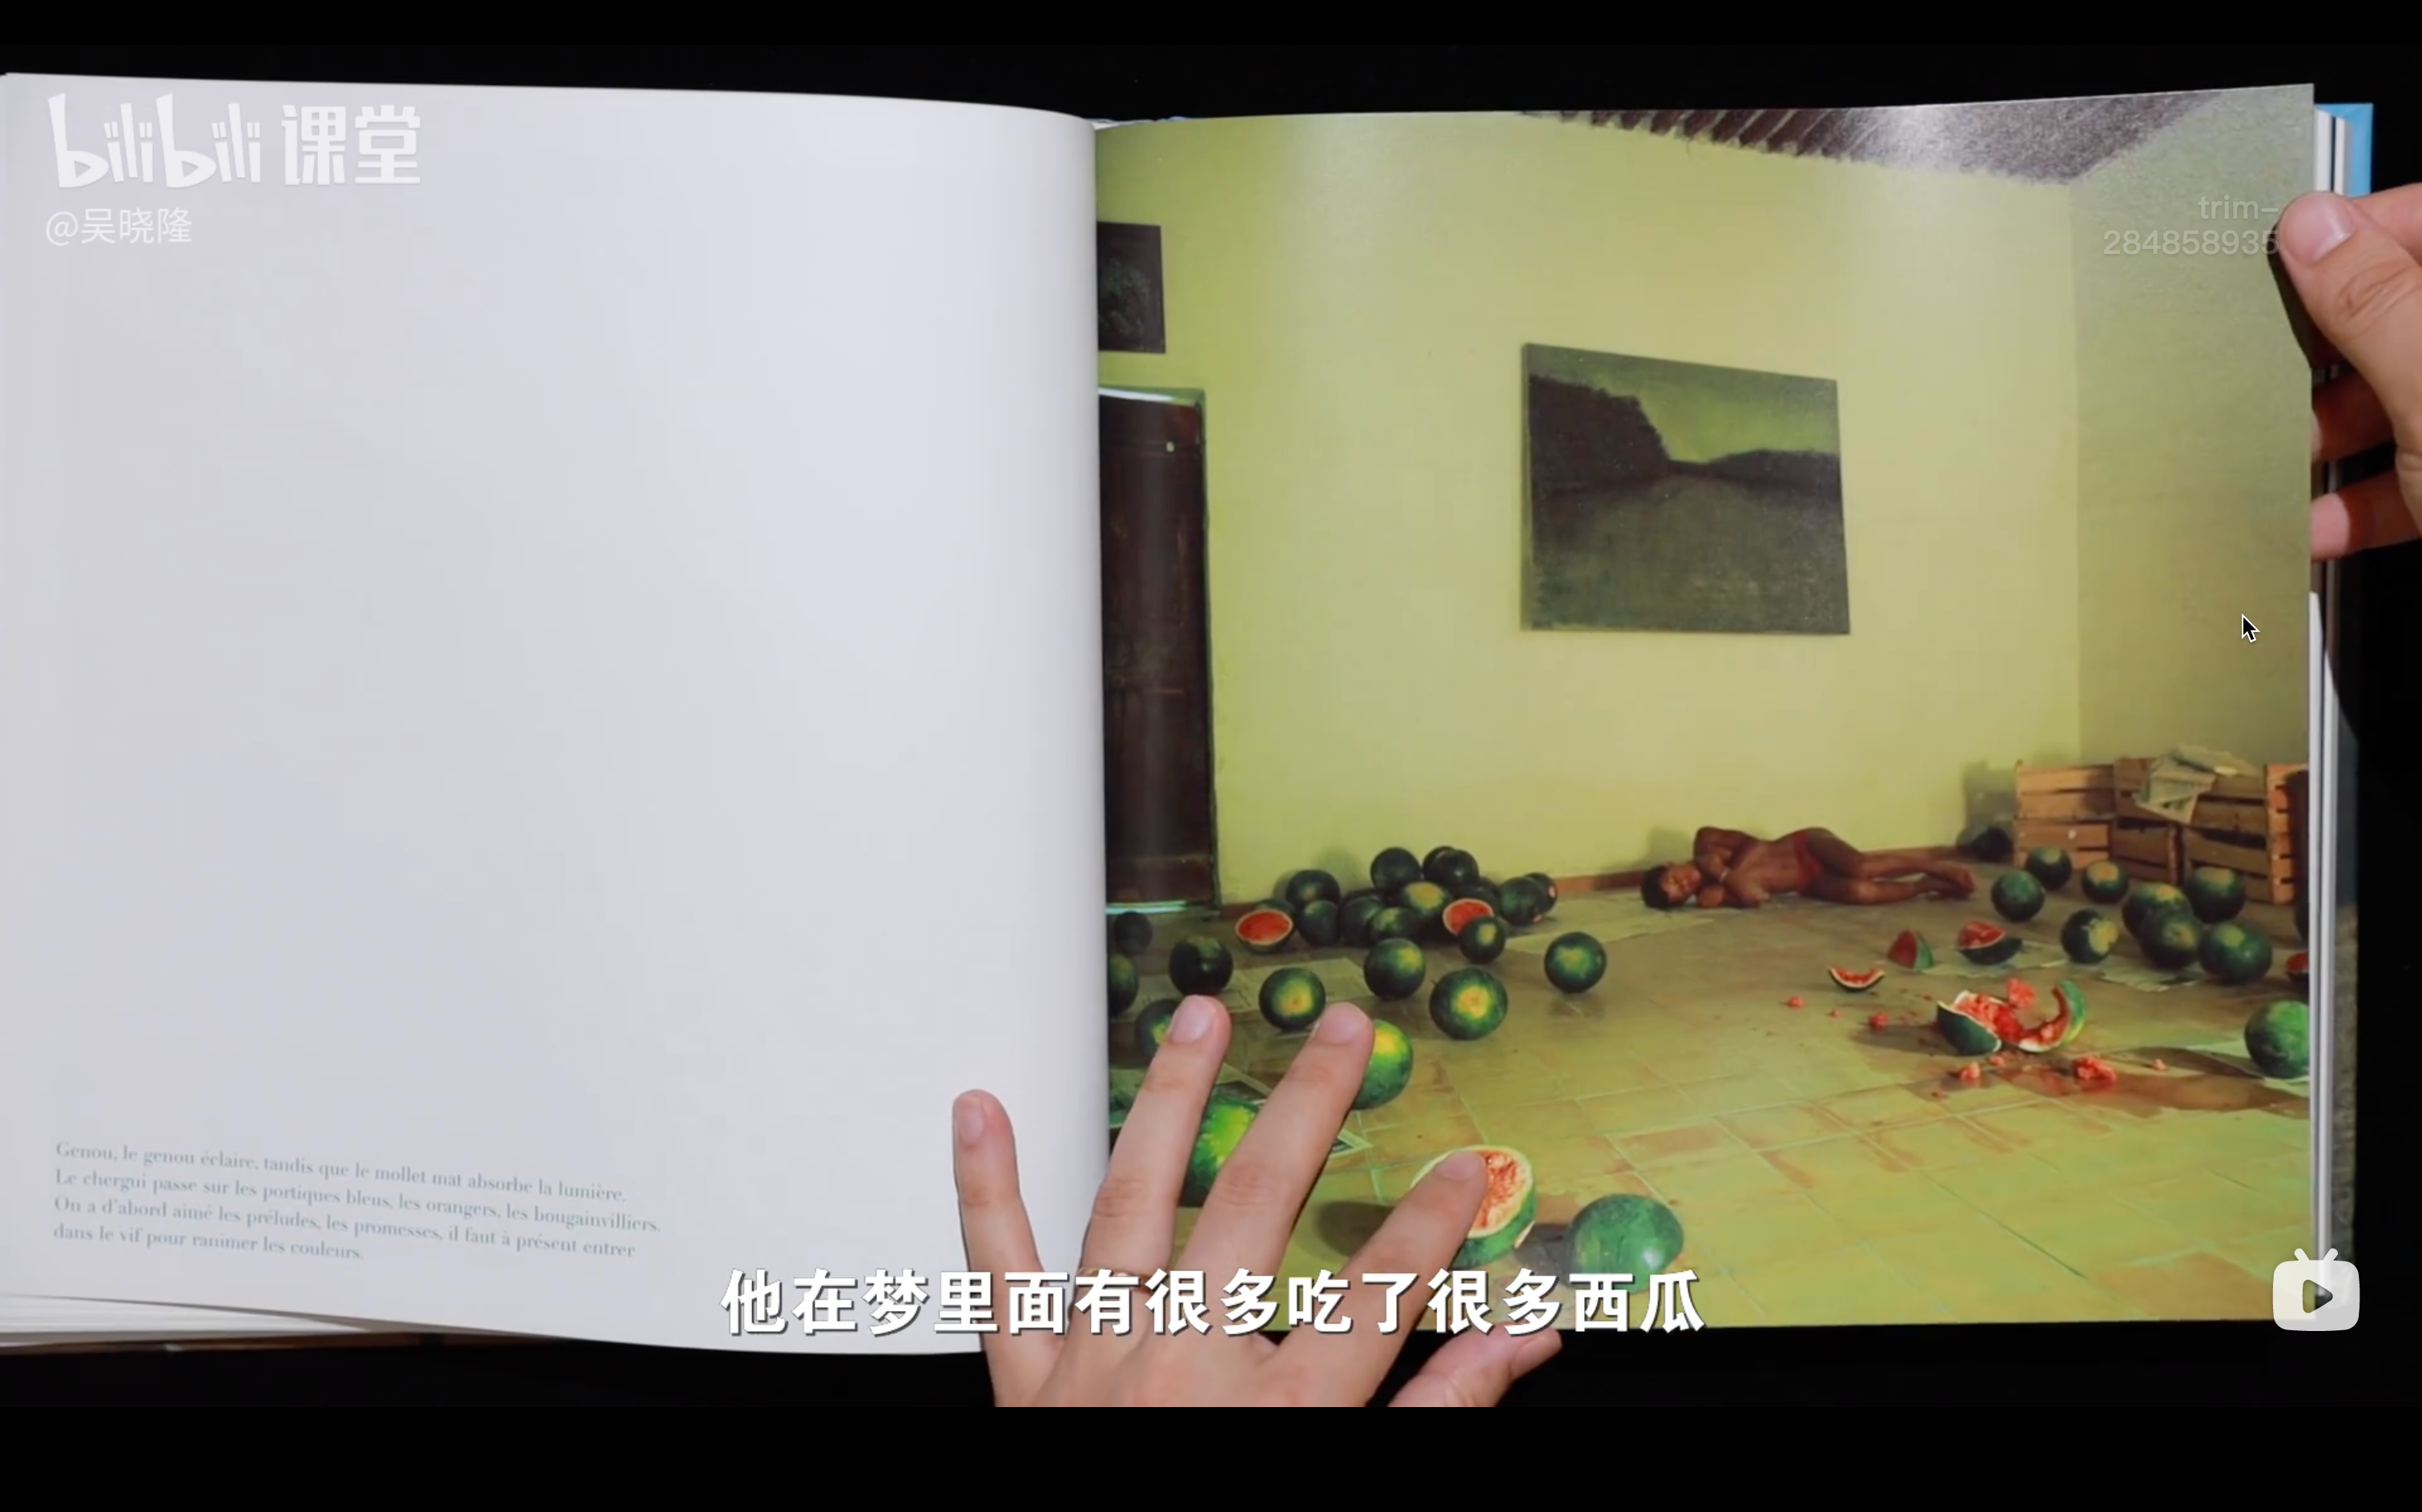 bilibili 课堂
@吴晓隆
trim-
284858935
Genou, le genou éclaire, tandis que le mollet mat absorbe la lumière.
Le chergui passe sur les portiques bleus, les orangers, les bougainvilliers.
On a d'abord aimé les préludes, les promesses, il faut à présent entrer
dans le vif pour ranimer les couleurs.
他在梦里面有很多吃了很多西瓜